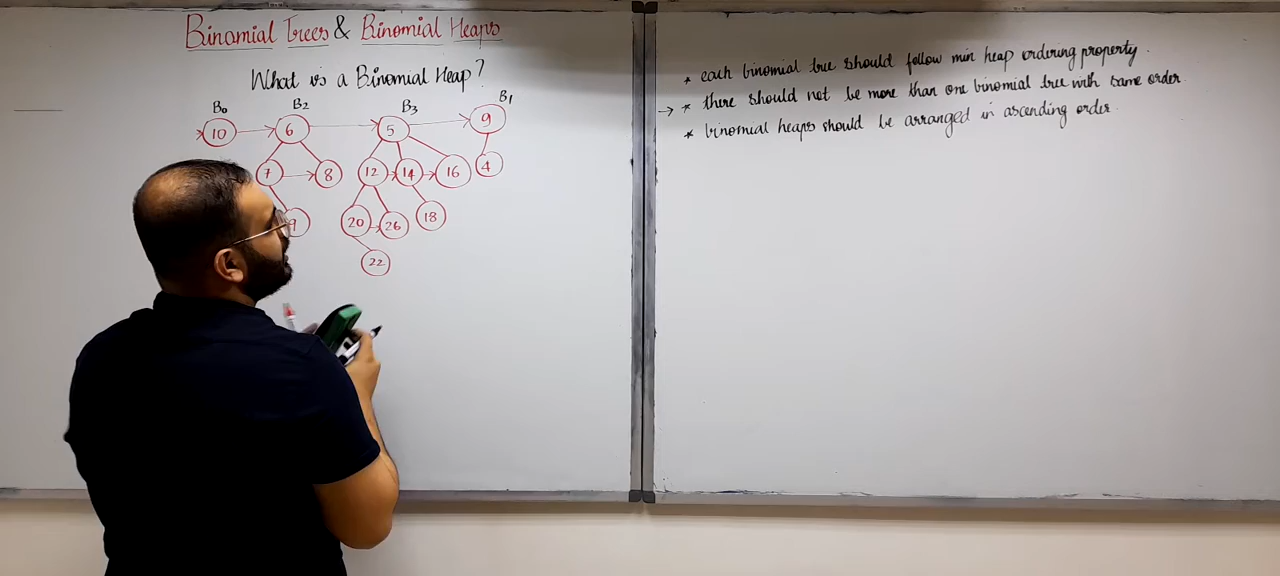 Binomial Trees & Binomial Heaps
What is a Binomial Heap?
B0 B2 B3 B1
10 6 5 9
7 8 12 14 16 4
9 20 26 18
22
* each binomial tree should follow min heap ordering property.
→ * there should not be more than one binomial tree with same order.
* binomial heaps should be arranged in ascending order.